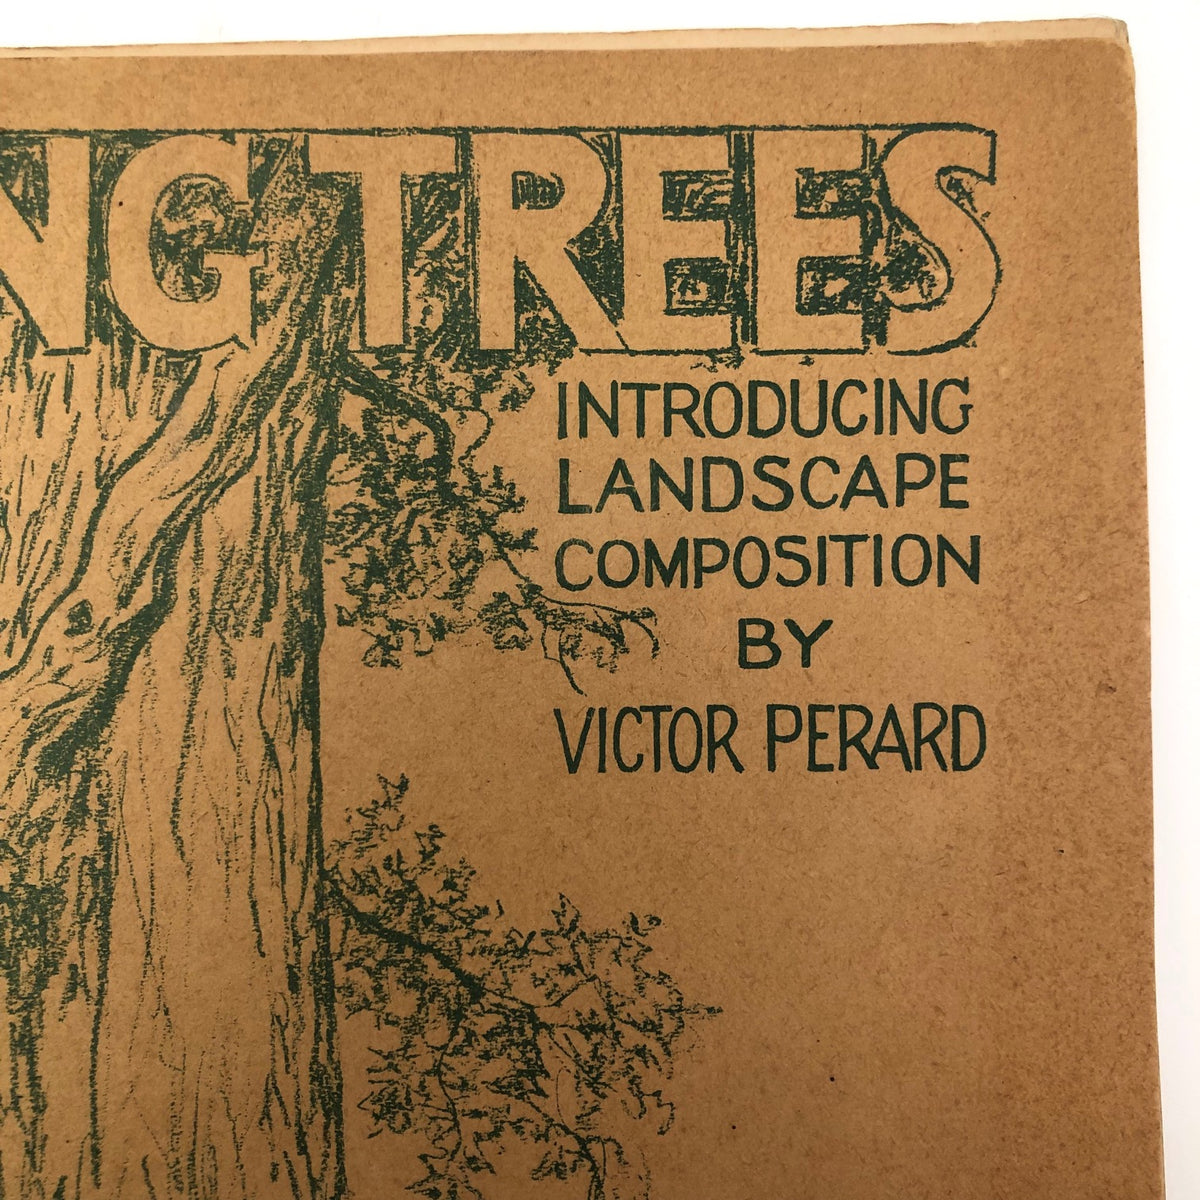 NG TREES
INTRODUCING
LANDSCAPE
COMPOSITION
BY
VICTOR PERARD